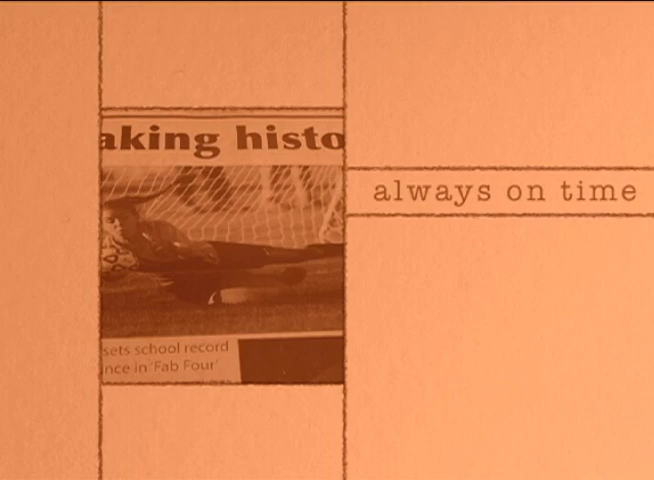 aking histo
always on time
sets school record
nce in 'Fab Four'